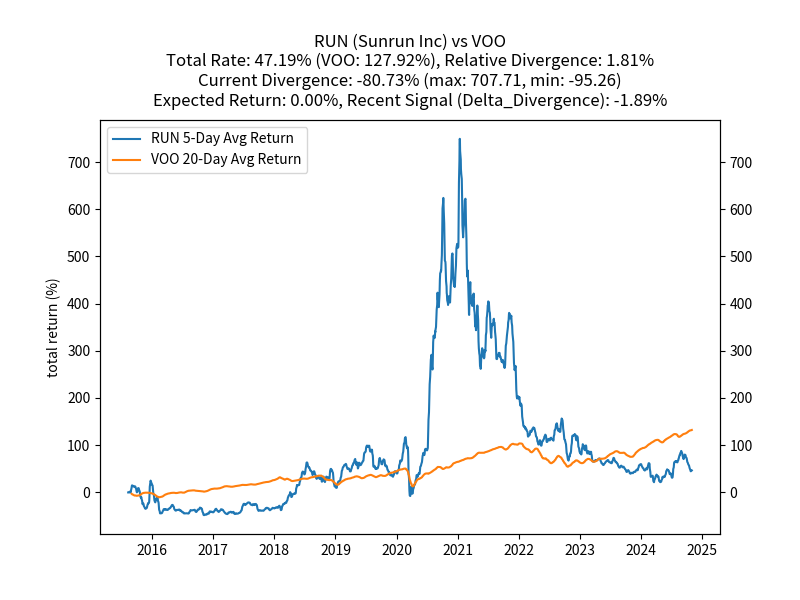 RUN (Sunrun Inc) vs VOO
Total Rate: 47.19% (VOO: 127.92%), Relative Divergence: 1.81%
Current Divergence: -80.73% (max: 707.71, min: -95.26)
Expected Return: 0.00%, Recent Signal (Delta_Divergence): -1.89%
RUN 5-Day Avg Return
VOO 20-Day Avg Return
total return (%)
700 700
600 600
500 500
400 400
300 300
200 200
100 100
0 0
2016 2017 2018 2019 2020 2021 2022 2023 2024 2025